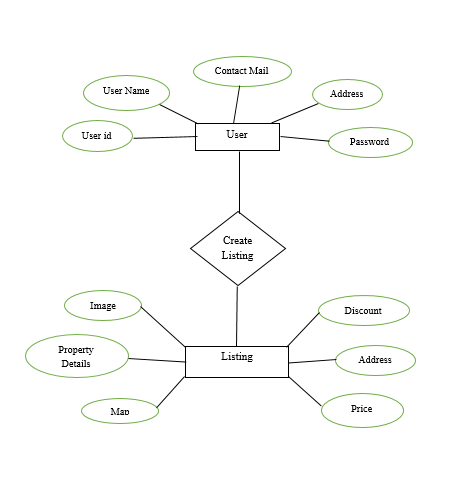 Contact Mail
User Name
Address
User id
User
Password
Create
Listing
Image
Discount
Property
Details
Listing
Address
Map
Price